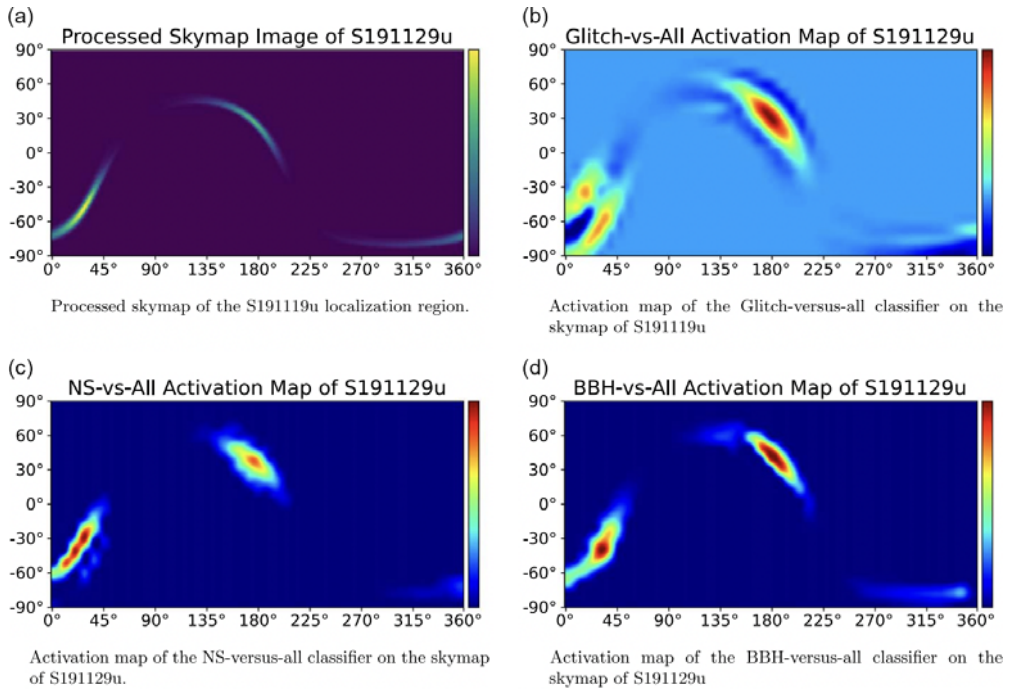 (a)
Processed Skymap Image of S191129u
90°
60°
30°
0°
-30°
-60°
-90°
0° 45° 90° 135° 180° 225° 270° 315° 360°
Processed skymap of the S191119u localization region.
(b)
Glitch-vs-All Activation Map of S191129u
90°
60°
30°
0°
-30°
-60°
-90°
0° 45° 90° 135° 180° 225° 270° 315° 360°
Activation map of the Glitch-versus-all classifier on the
skymap of S191119u
(c)
NS-vs-All Activation Map of S191129u
90°
60°
30°
0°
-30°
-60°
-90°
0° 45° 90° 135° 180° 225° 270° 315° 360°
Activation map of the NS-versus-all classifier on the skymap
of S191129u.
(d)
BBH-vs-All Activation Map of S191129u
90°
60°
30°
0°
-30°
-60°
-90°
0° 45° 90° 135° 180° 225° 270° 315° 360°
Activation map of the BBH-versus-all classifier on the
skymap of S191129u